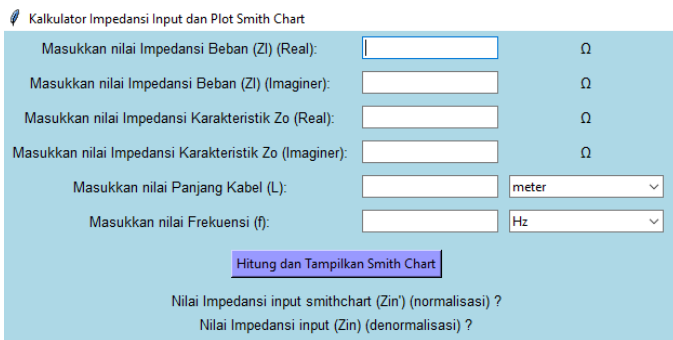 Kalkulator Impedansi Input dan Plot Smith Chart
Masukkan nilai Impedansi Beban (Zl) (Real): Ω
Masukkan nilai Impedansi Beban (Zl) (Imaginer): Ω
Masukkan nilai Impedansi Karakteristik Zo (Real): Ω
Masukkan nilai Impedansi Karakteristik Zo (Imaginer): Ω
Masukkan nilai Panjang Kabel (L): meter
Masukkan nilai Frekuensi (f): Hz
Hitung dan Tampilkan Smith Chart
Nilai Impedansi input smithchart (Zin') (normalisasi) ?
Nilai Impedansi input (Zin) (denormalisasi) ?